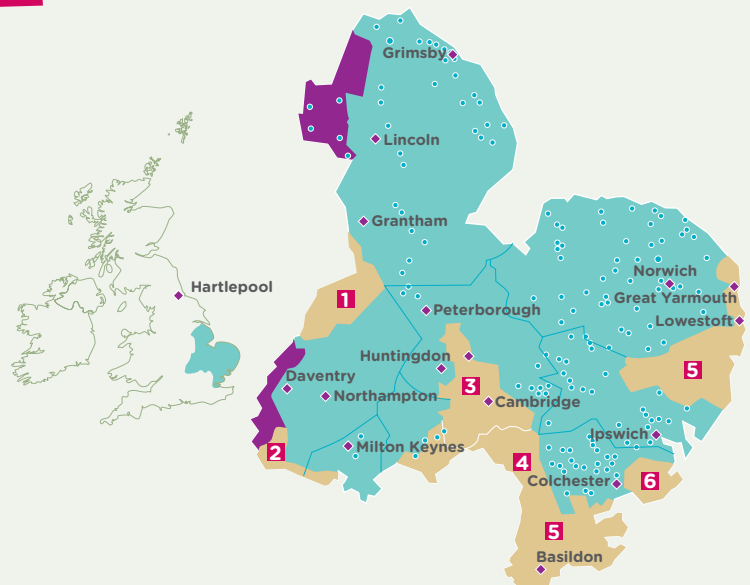 Grimsby
Lincoln
Grantham
Hartlepool
Norwich
Great Yarmouth
1
Peterborough
Lowestoft
Huntingdon
5
Daventry
3
Northampton
Cambridge
Ipswich
Milton Keynes
2
4
Colchester
6
5
Basildon